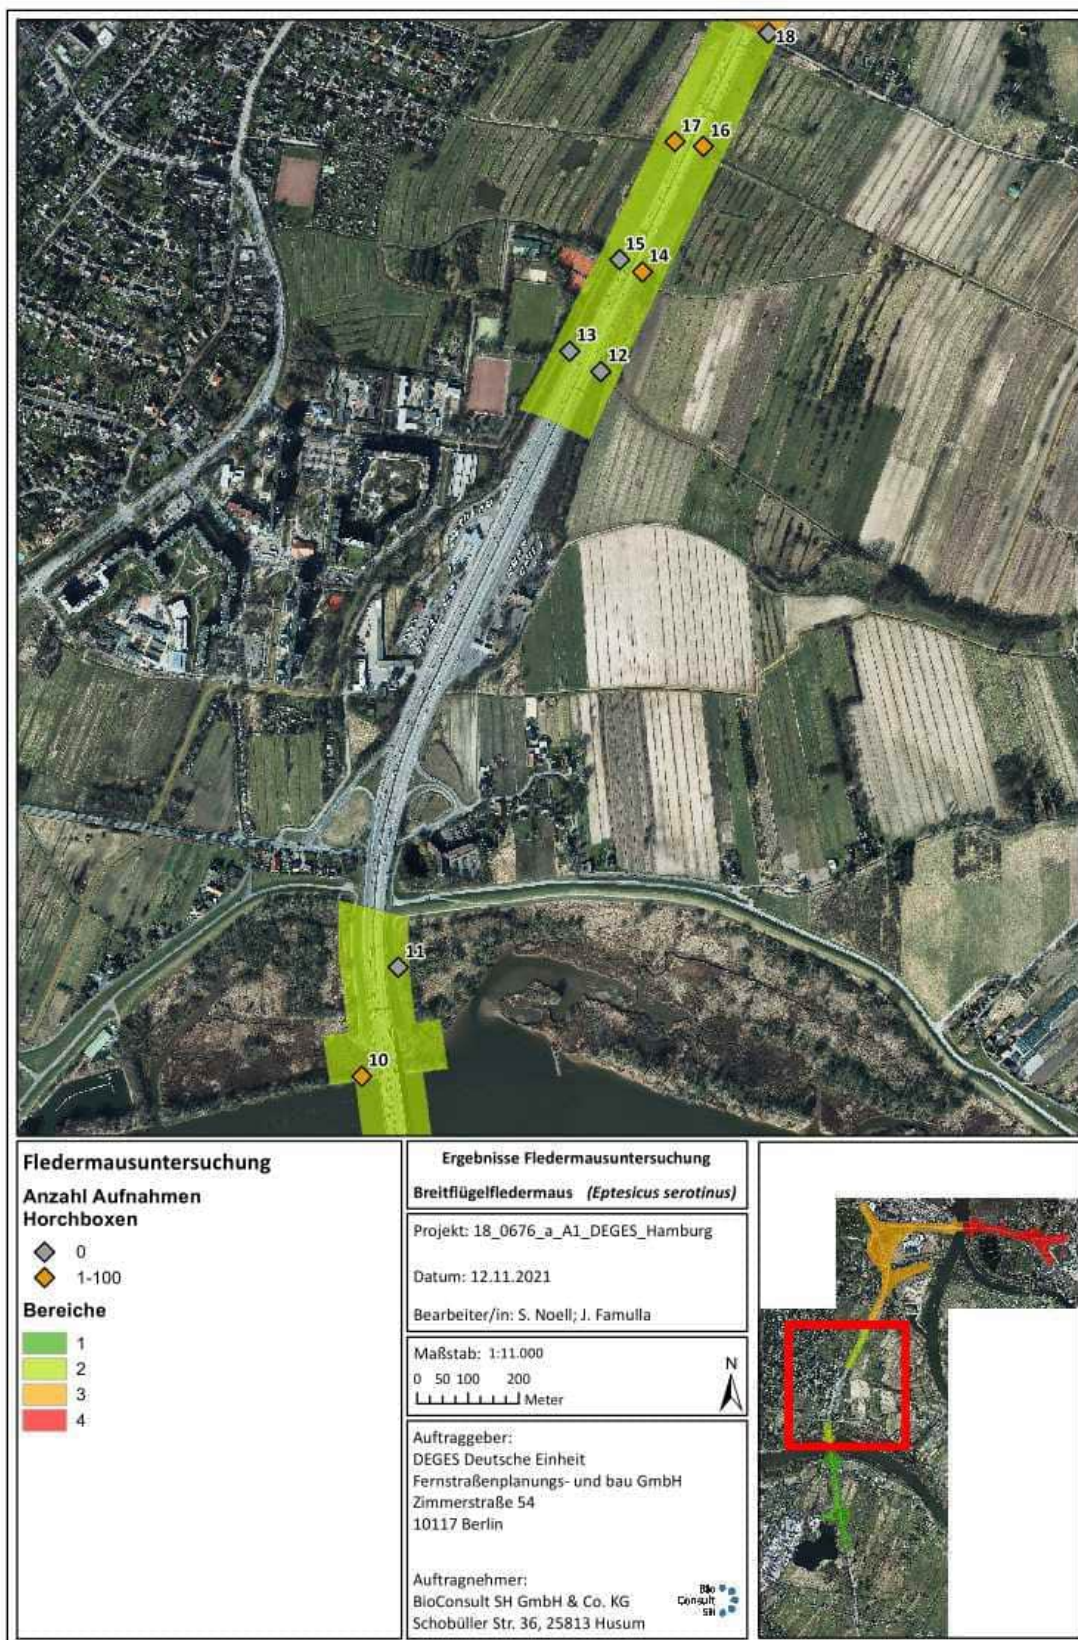 18
17
16
15
14
13
12
11
10
Fledermausuntersuchung
Anzahl Aufnahmen
Horchboxen
0
1-100
Bereiche
1
2
3
4
Ergebnisse Fledermausuntersuchung
Breitflügelfledermaus (Eptesicus serotinus)
Projekt: 18_0676_a_A1_DEGES_Hamburg
Datum: 12.11.2021
Bearbeiter/in: S. Noell; J. Famulla
Maßstab: 1:11.000
0 50 100 200
Meter
N
Auftraggeber:
DEGES Deutsche Einheit
Fernstraßenplanungs- und bau GmbH
Zimmerstraße 54
10117 Berlin
Auftragnehmer:
BioConsult SH GmbH & Co. KG
Schobüller Str. 36, 25813 Husum
Bio
Consult
SH